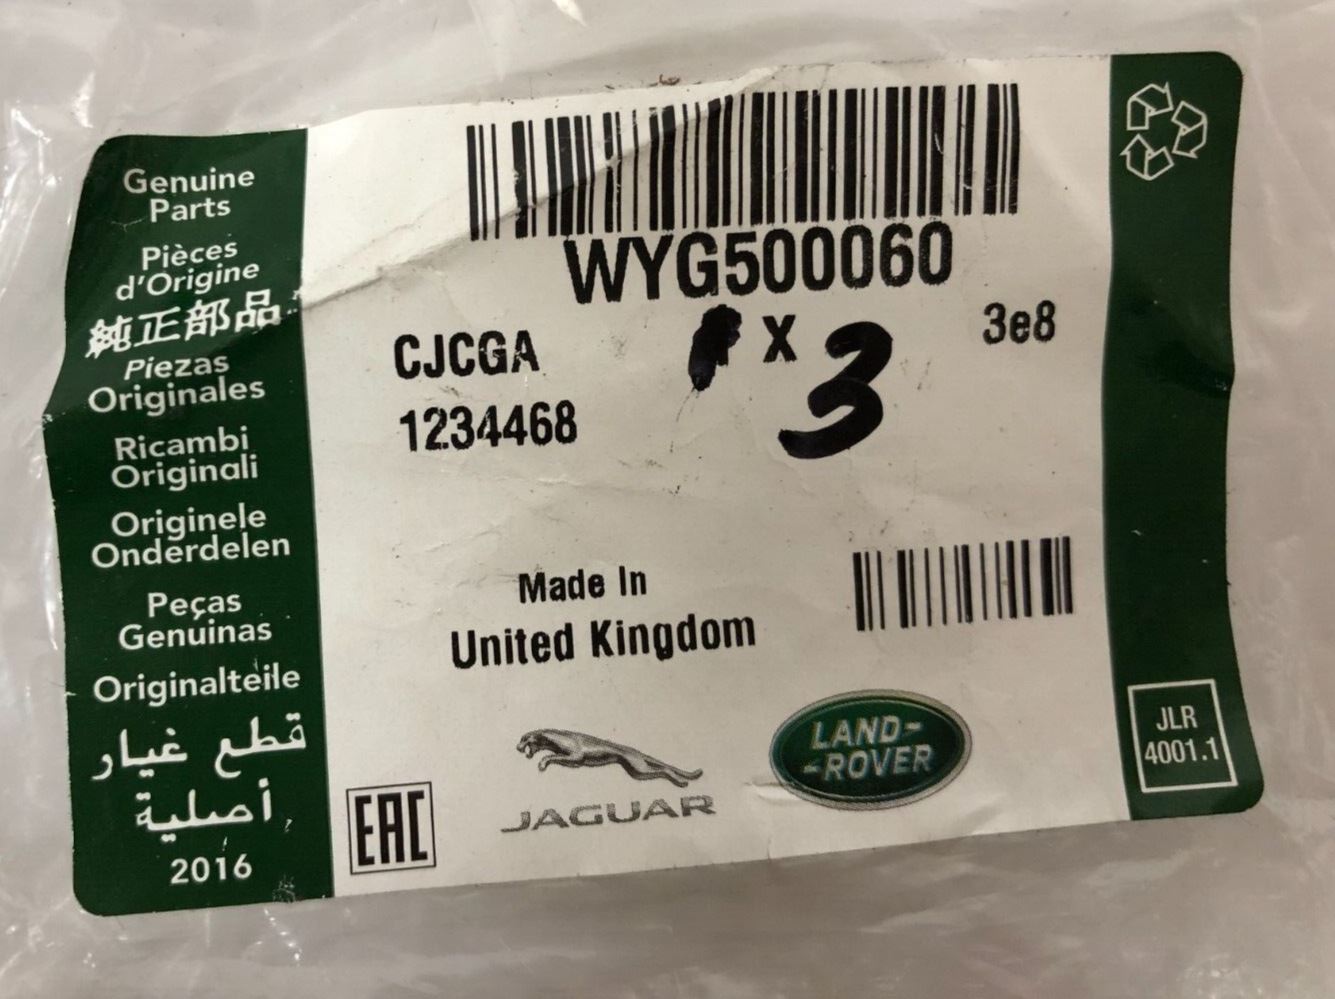 Genuine
Parts
Pièces
d'Origine
純正部品
Piezas
Originales
Ricambi
Originali
Originele
Onderdelen
Peças
Genuinas
Originalteile
قطع غيار
أصلية
2016
WYG500060
CJCGA
X 3
3e8
1234468
Made In
United Kingdom
EAC
JAGUAR
LAND-
-ROVER
JLR
4001.1